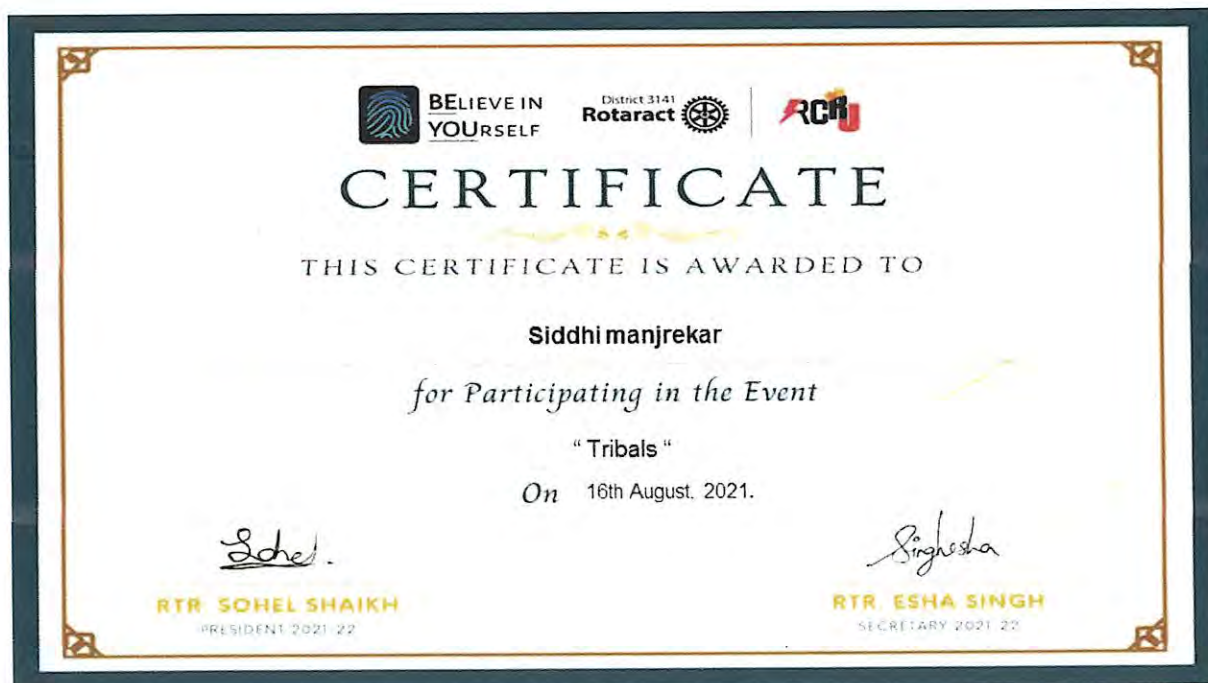 BELIEVE IN
YOURSELF
District 3141
Rotaract
RCRJ
CERTIFICATE
THIS CERTIFICATE IS AWARDED TO
Siddhi manjrekar
for Participating in the Event
“ Tribals “
On 16th August, 2021.
Sohel.
Singhesha
RTR. SOHEL SHAIKH
RTR. ESHA SINGH
PRESIDENT 2021-22
SECRETARY 2021-22